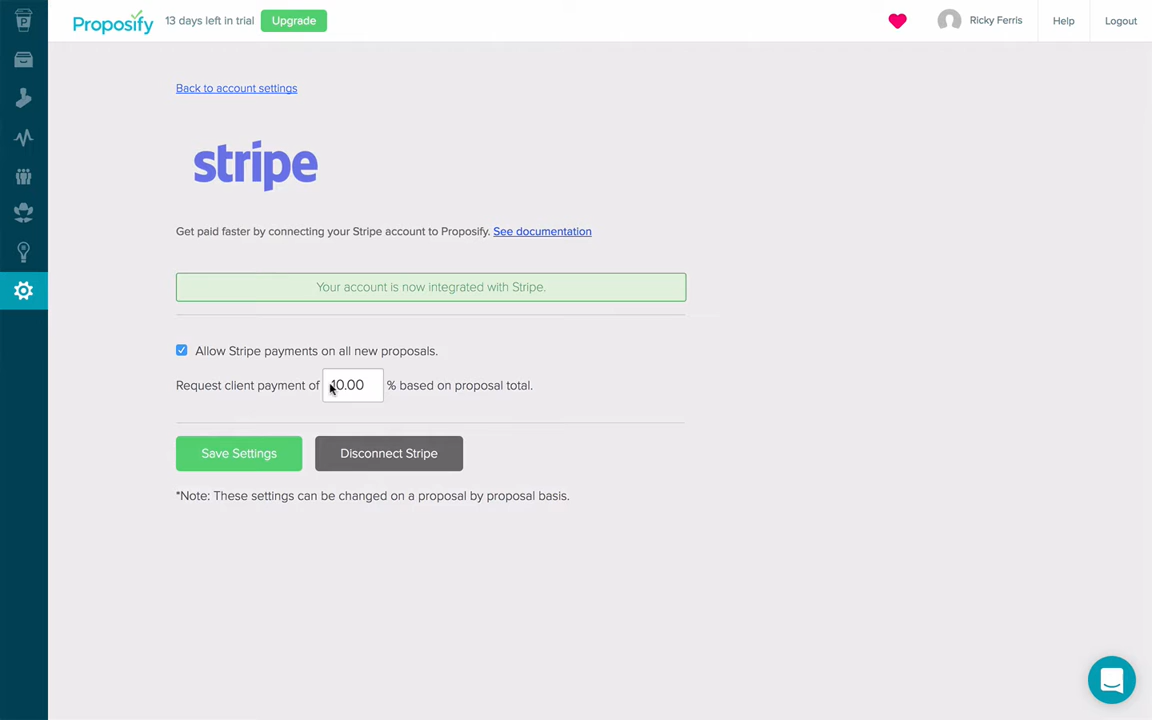 Proposify
13 days left in trial
Upgrade
Ricky Ferris
Help
Logout
Back to account settings
stripe
Get paid faster by connecting your Stripe account to Proposify. See documentation
Your account is now integrated with Stripe.
Allow Stripe payments on all new proposals.
Request client payment of 10.00 % based on proposal total.
Save Settings
Disconnect Stripe
*Note: These settings can be changed on a proposal by proposal basis.